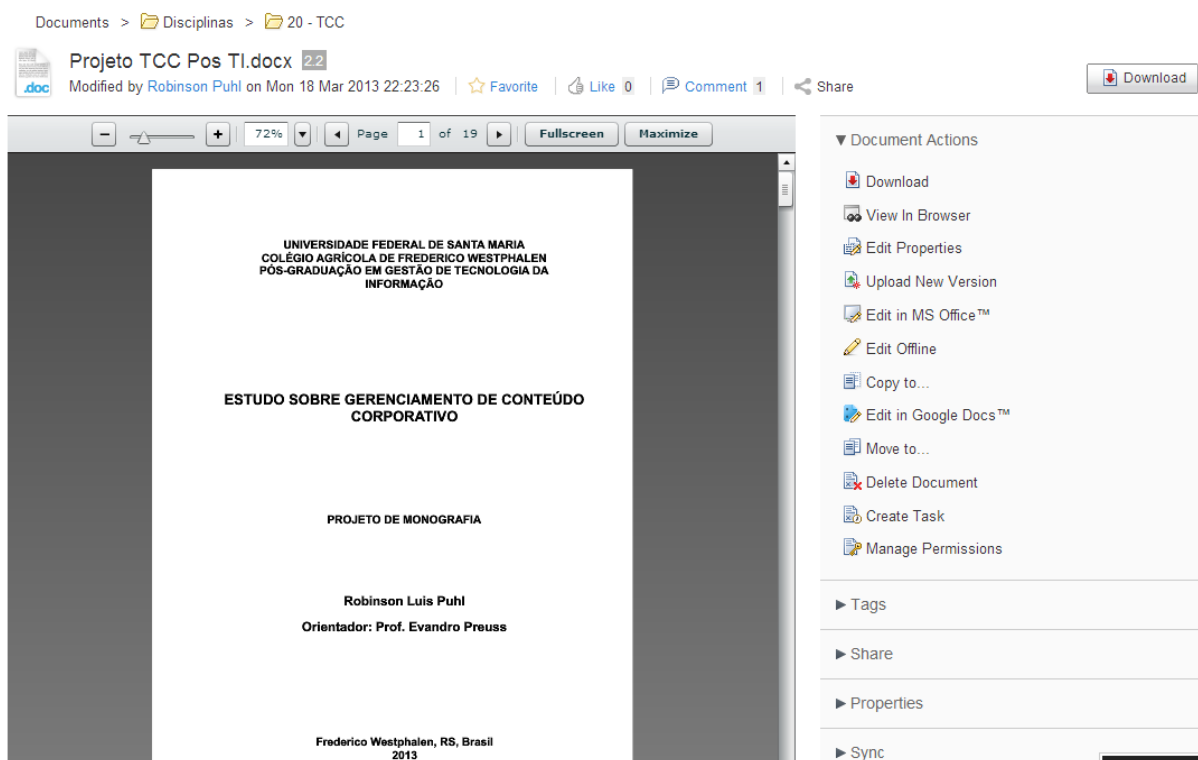 Documents > Disciplinas > 20 - TCC
Projeto TCC Pos TI.docx 2.2
.doc
Modified by Robinson Puhl on Mon 18 Mar 2013 22:23:26 Favorite Like 0 Comment 1 Share
Download
72% Page 1 of 19 Fullscreen Maximize
UNIVERSIDADE FEDERAL DE SANTA MARIA
COLÉGIO AGRÍCOLA DE FREDERICO WESTPHALEN
PÓS-GRADUAÇÃO EM GESTÃO DE TECNOLOGIA DA
INFORMAÇÃO
ESTUDO SOBRE GERENCIAMENTO DE CONTEÚDO
CORPORATIVO
PROJETO DE MONOGRAFIA
Robinson Luis Puhl
Orientador: Prof. Evandro Preuss
Frederico Westphalen, RS, Brasil
2013
Document Actions
Download
View In Browser
Edit Properties
Upload New Version
Edit in MS Office™
Edit Offline
Copy to...
Edit in Google Docs™
Move to...
Delete Document
Create Task
Manage Permissions
Tags
Share
Properties
Sync